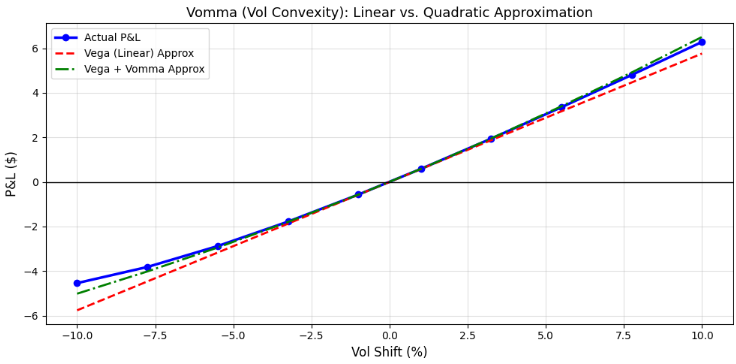 Vomma (Vol Convexity): Linear vs. Quadratic Approximation
Actual P&L
Vega (Linear) Approx
Vega + Vomma Approx
P&L ($)
6
4
2
0
−2
−4
−6
−10.0 −7.5 −5.0 −2.5 0.0 2.5 5.0 7.5 10.0
Vol Shift (%)